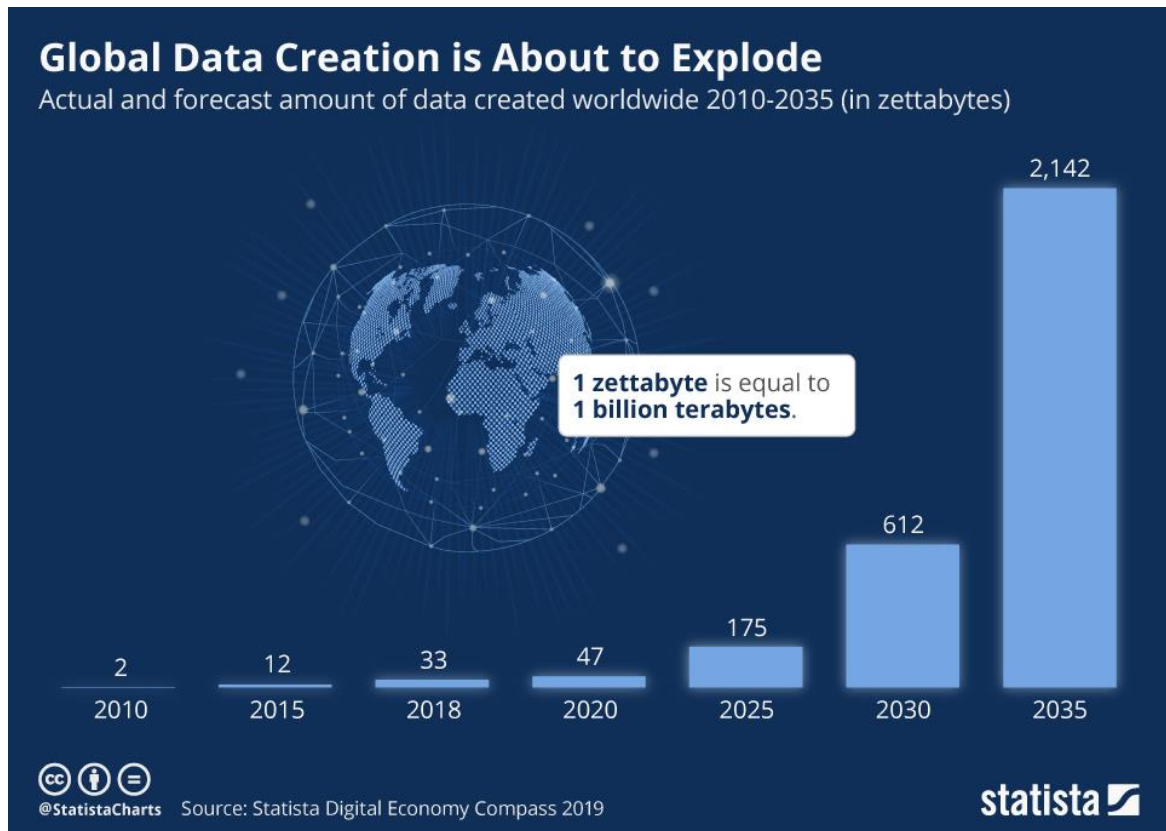 Global Data Creation is About to Explode
Actual and forecast amount of data created worldwide 2010-2035 (in zettabytes)
2,142
1 zettabyte is equal to
1 billion terabytes.
612
175
2
12
33
47
2010
2015
2018
2020
2025
2030
2035
cc
@StatistaCharts
Source: Statista Digital Economy Compass 2019
statista